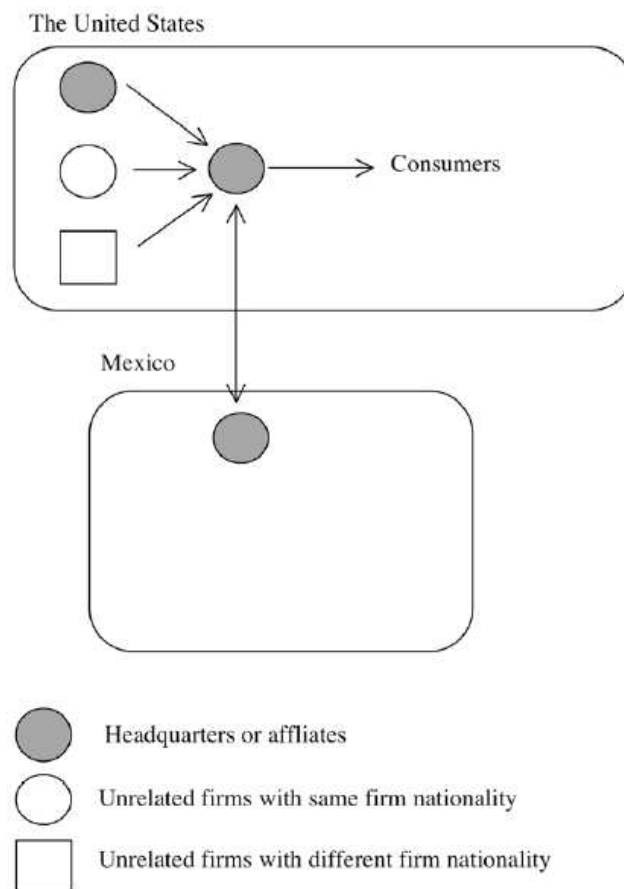 The United States
Consumers
Mexico
Headquarters or affliates
Unrelated firms with same firm nationality
Unrelated firms with different firm nationality